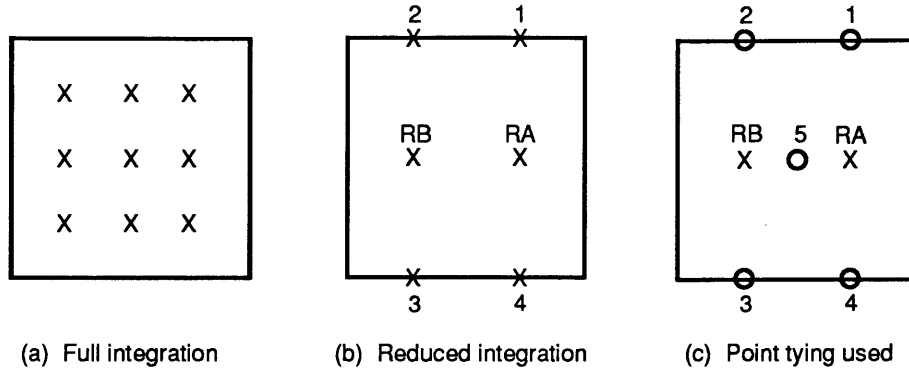 2 1
X X
2 1
X X X
RB RA
X X
RB 5 RA
X X
X X X
X X X
X X
3 4
3 4
(a) Full integration
(b) Reduced integration
(c) Point tying used